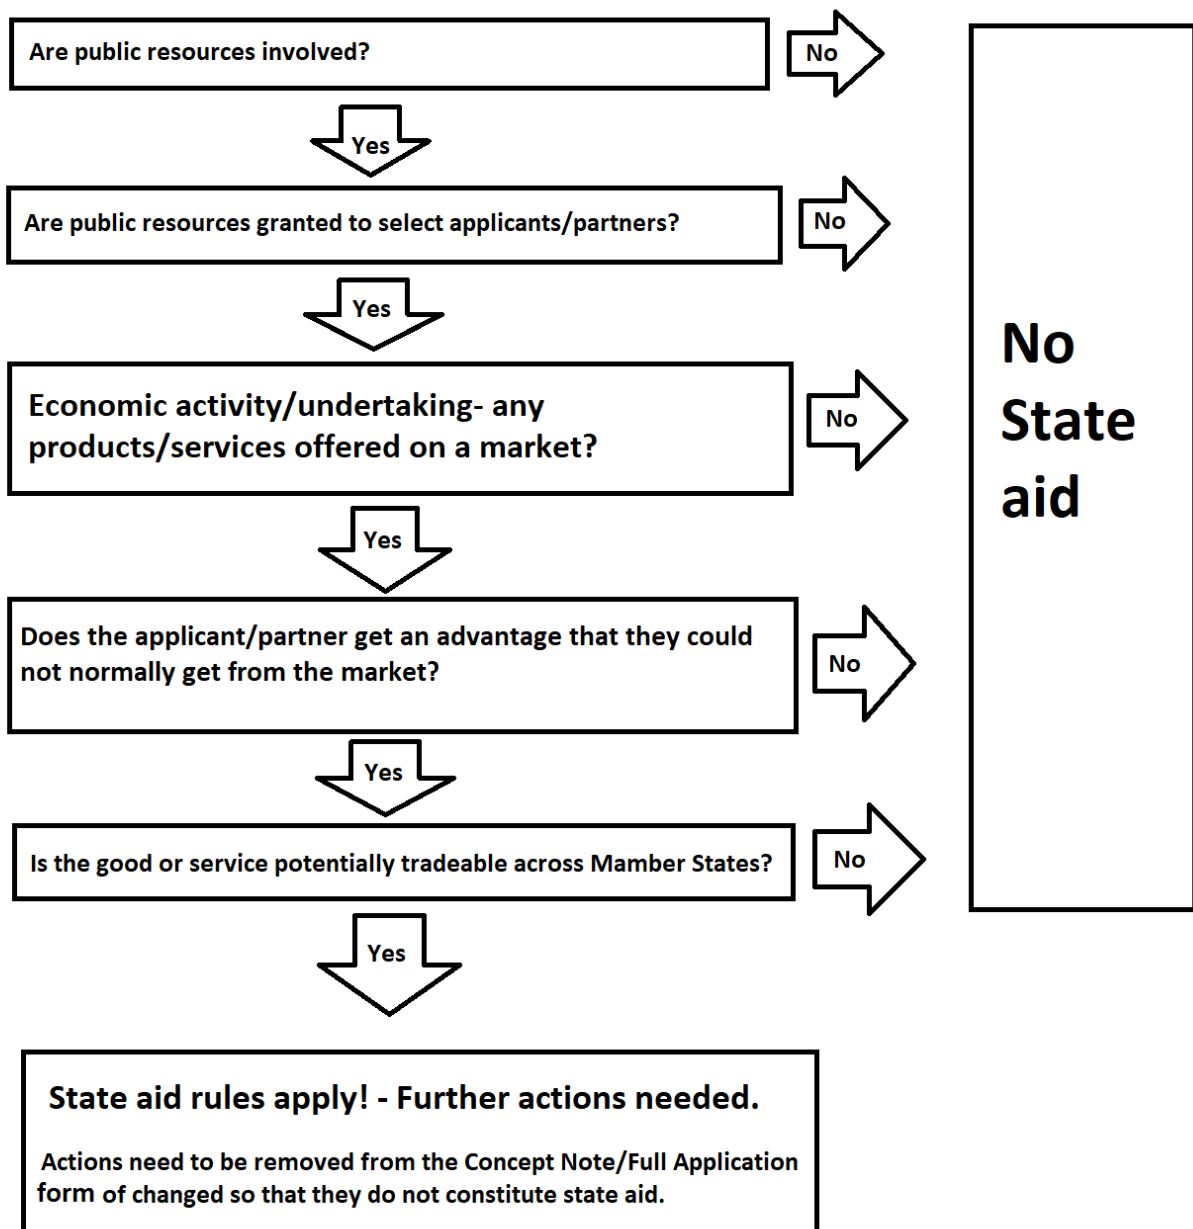 Are public resources involved?
No
Yes
Are public resources granted to select applicants/partners?
No
Yes
Economic activity/undertaking- any
products/services offered on a market?
No
Yes
Does the applicant/partner get an advantage that they could
not normally get from the market?
No
Yes
Is the good or service potentially tradeable across Mamber States?
No
Yes
No
State
aid
State aid rules apply! - Further actions needed.
Actions need to be removed from the Concept Note/Full Application
form of changed so that they do not constitute state aid.